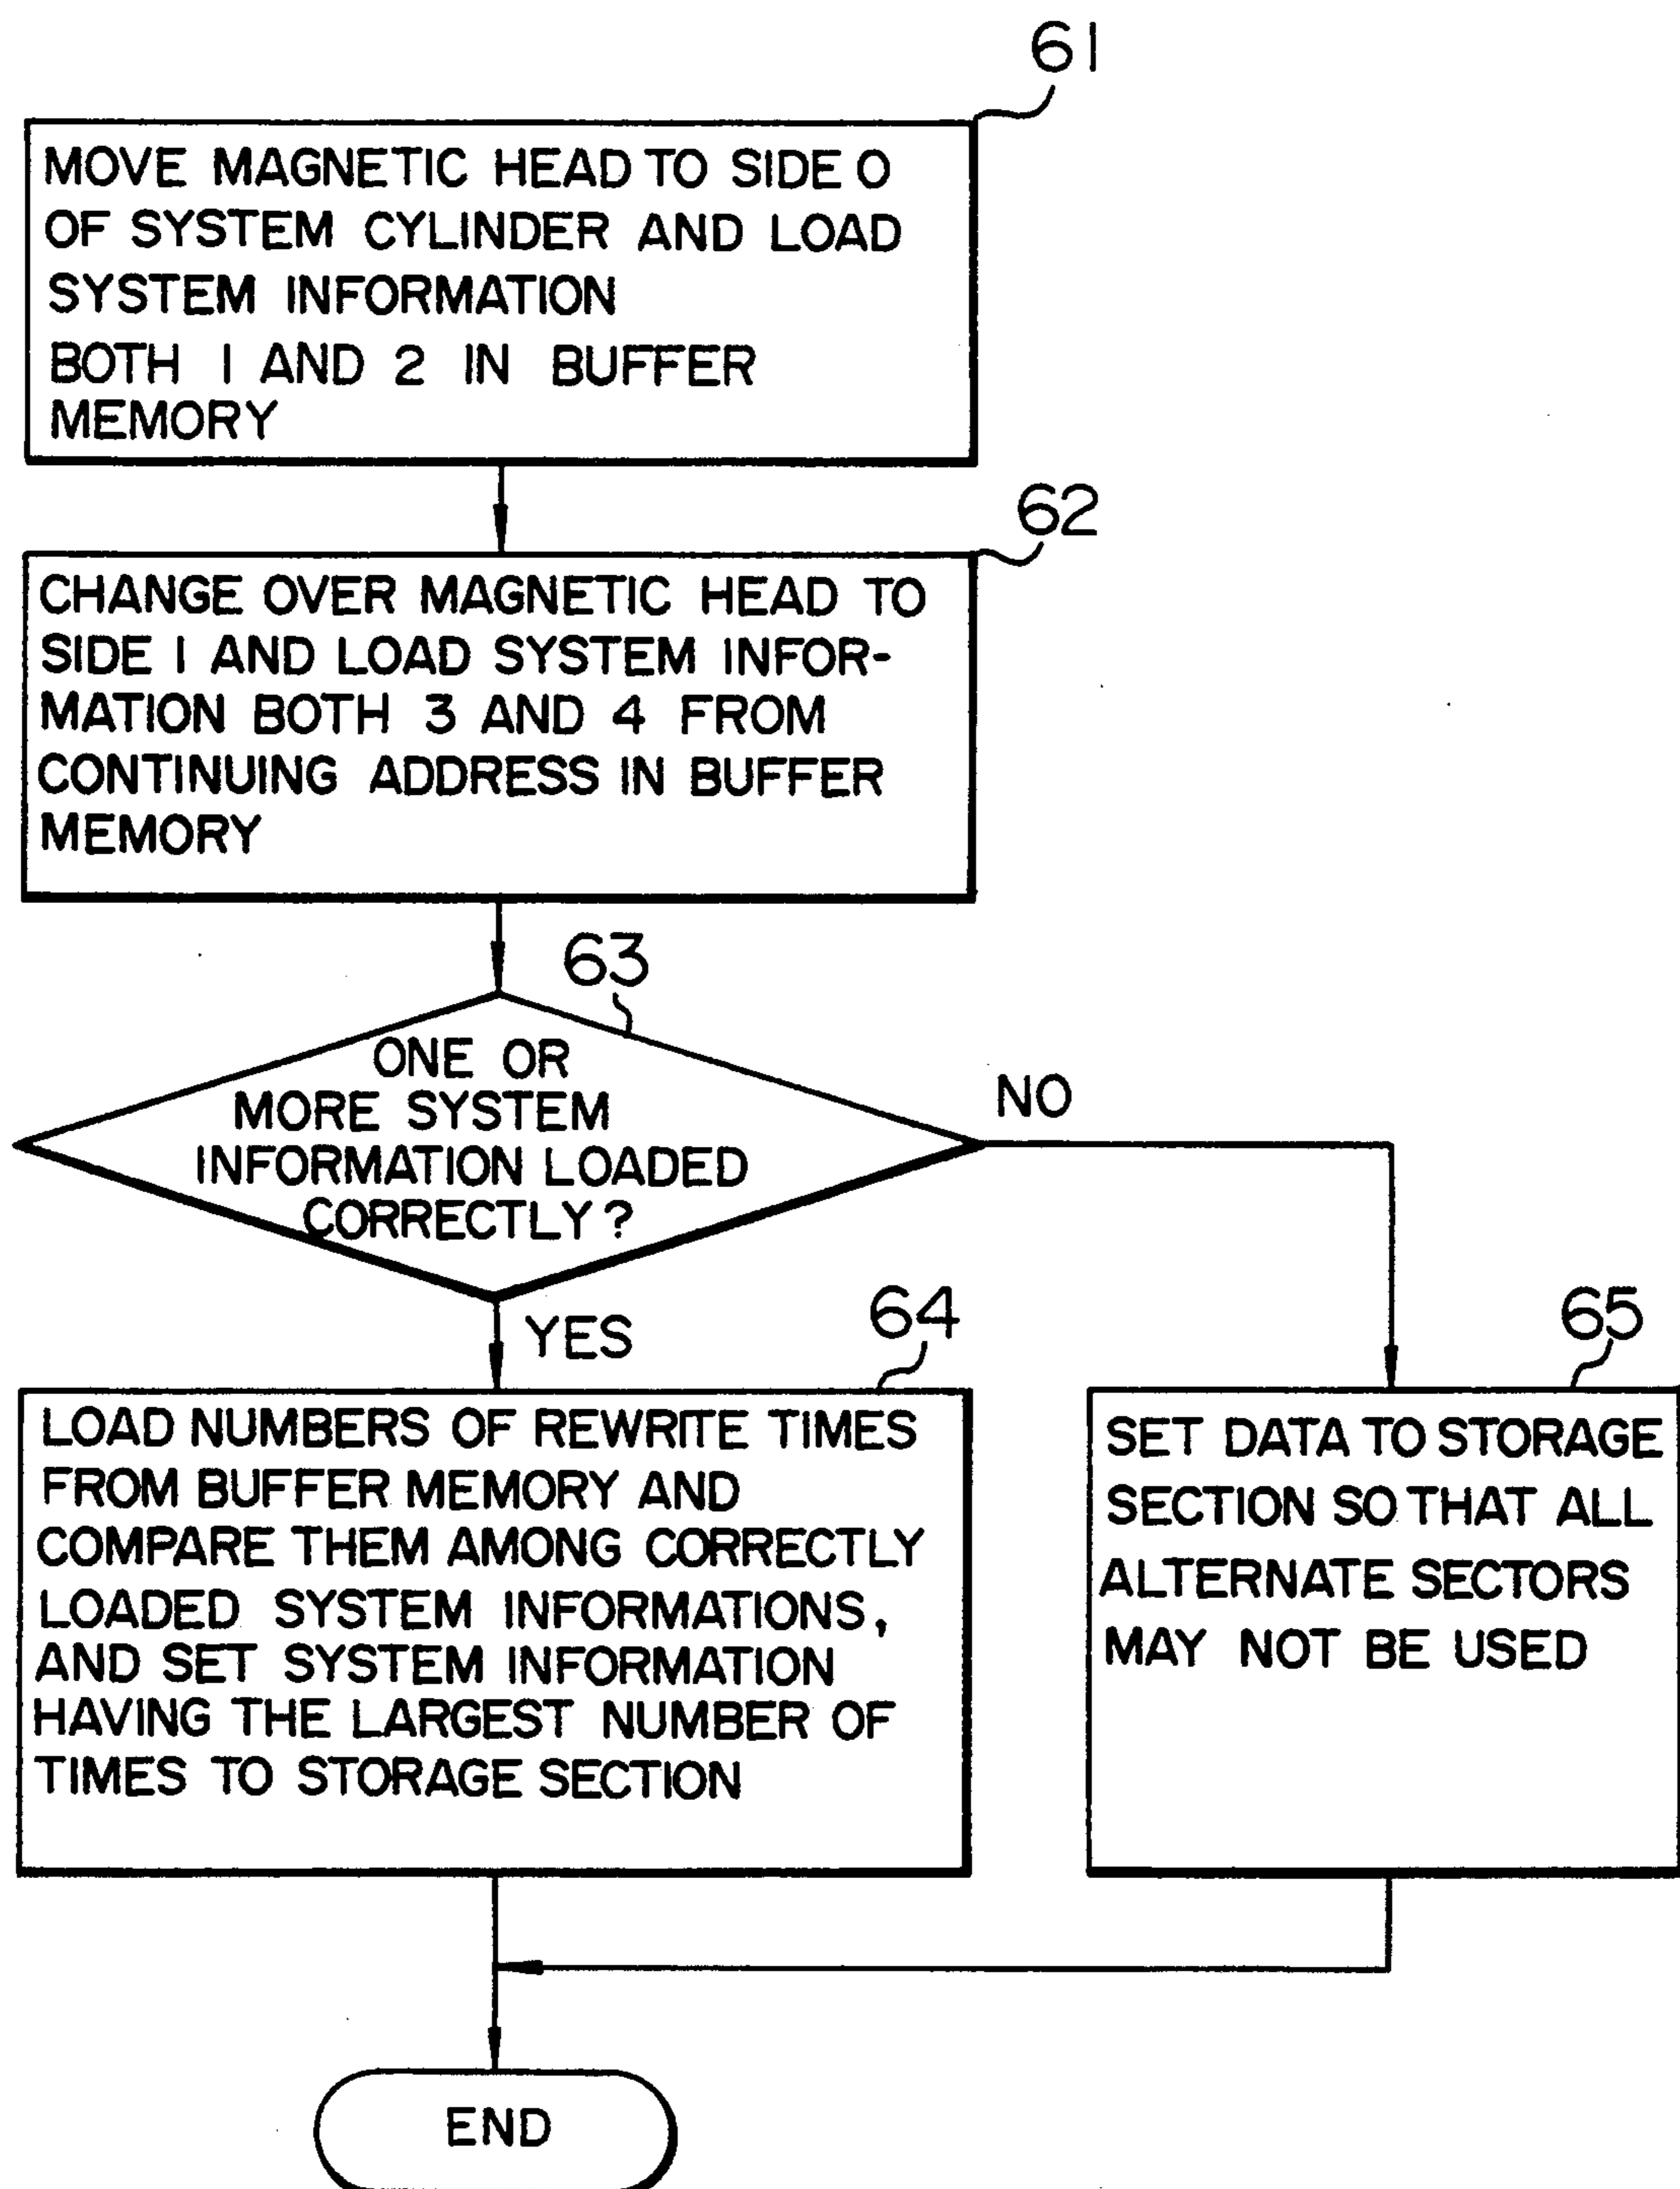 61
MOVE MAGNETIC HEAD TO SIDE 0
OF SYSTEM CYLINDER AND LOAD
SYSTEM INFORMATION
BOTH 1 AND 2 IN BUFFER
MEMORY
62
CHANGE OVER MAGNETIC HEAD TO
SIDE 1 AND LOAD SYSTEM INFOR-
MATION BOTH 3 AND 4 FROM
CONTINUING ADDRESS IN BUFFER
MEMORY
63
ONE OR
MORE SYSTEM
INFORMATION LOADED
CORRECTLY?
NO
YES
64
LOAD NUMBERS OF REWRITE TIMES
FROM BUFFER MEMORY AND
COMPARE THEM AMONG CORRECTLY
LOADED SYSTEM INFORMATIONS,
AND SET SYSTEM INFORMATION
HAVING THE LARGEST NUMBER OF
TIMES TO STORAGE SECTION
65
SET DATA TO STORAGE
SECTION SO THAT ALL
ALTERNATE SECTORS
MAY NOT BE USED
END